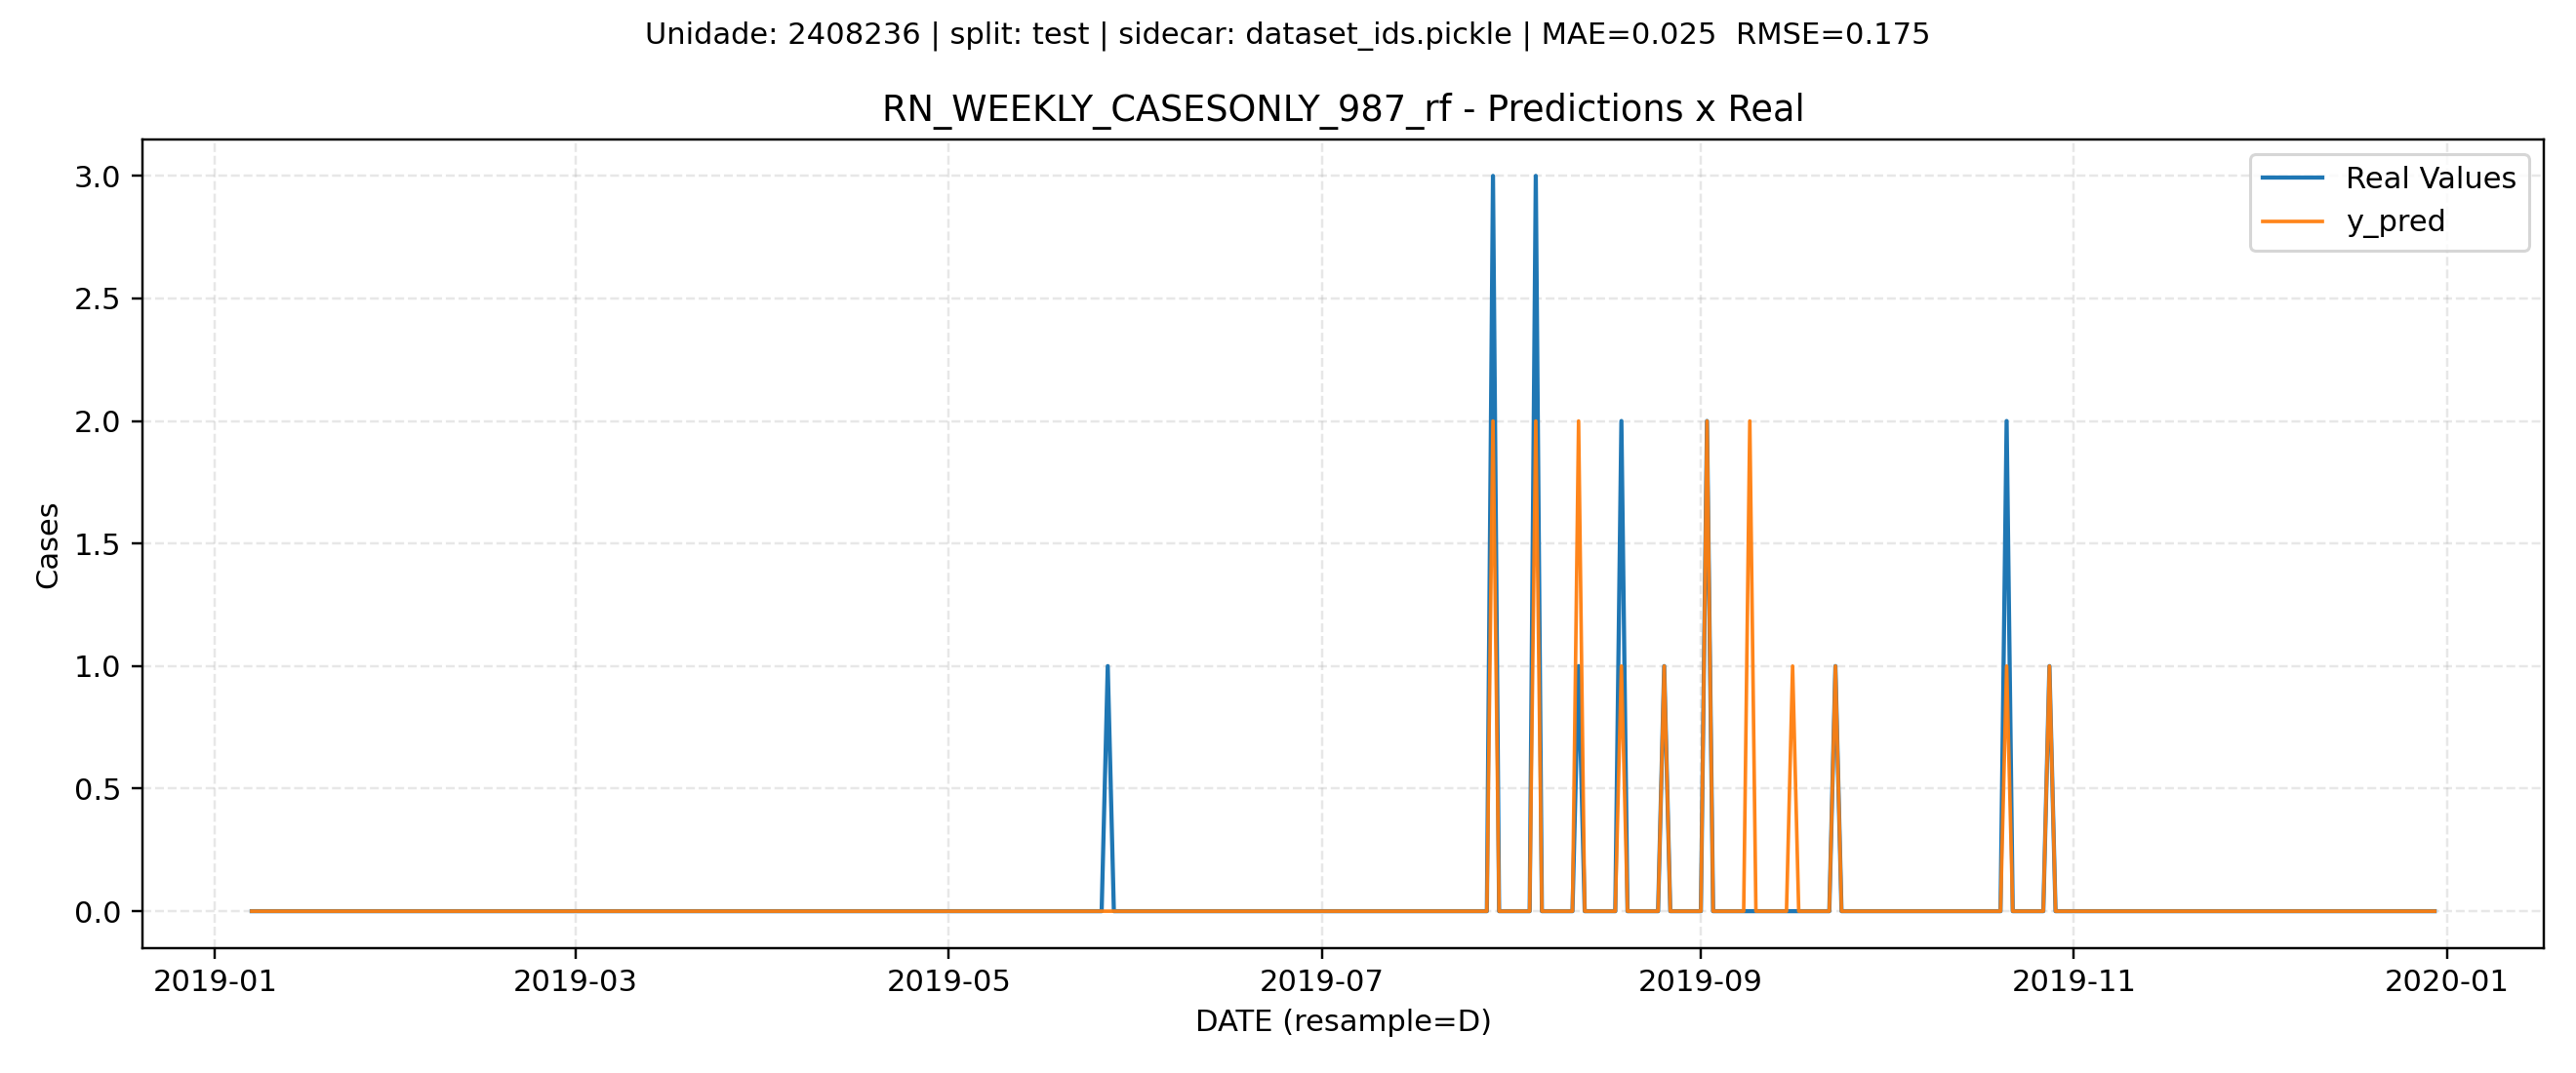 Unidade: 2408236 | split: test | sidecar: dataset_ids.pickle | MAE=0.025  RMSE=0.175
RN_WEEKLY_CASESONLY_987_rf - Predictions x Real
Real Values
y_pred
Cases
3.0
2.5
2.0
1.5
1.0
0.5
0.0
2019-01 2019-03 2019-05 2019-07 2019-09 2019-11 2020-01
DATE (resample=D)